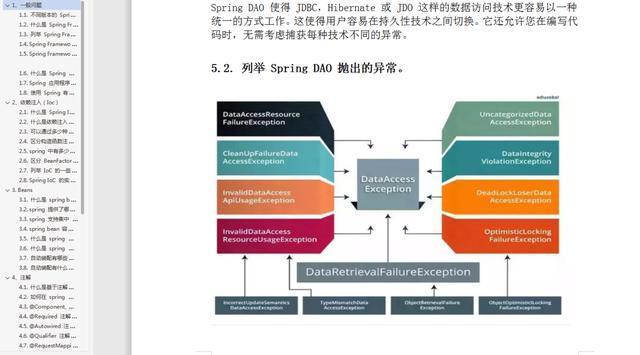 1、一般问题
1.1. 不同版本的 Spri...
1.2. 什么是 Spring Fr...
1.3. 列举 Spring Fra...
1.4. Spring Framewo...
1.5. Spring Framewo...
1.6. 什么是 Spring ...
1.7. Spring 应用程序...
1.8. 使用 Spring 有...
2、依赖注入（Ioc）
2.1. 什么是 Spring I...
2.2. 什么是依赖注入...
2.3. 可以通过多少种...
2.4. 区分构造函数注...
2.5. spring 中有多少...
2.6. 区分 BeanFactor...
2.7. 列举 IoC 的一些...
2.8. Spring IoC 的实...
3. Beans
3.1. 什么是 spring b...
3.2. spring 提供了哪...
3.3. spring 支持集中 ...
3.4. spring bean 容...
3.5. 什么是 spring ...
3.6. 什么是 spring ...
3.7. 自动装配有哪些...
3.8. 自动装配有什么...
4、注解
4.1. 什么是基于注解...
4.2. 如何在 spring ...
4.3. @Component, ...
4.4. @Required 注解...
4.5. @Autowired 注...
4.6. @Qualifier 注解...
4.7. @RequestMappi...
Spring DAO 使得 JDBC, Hibernate 或 JDO 这样的数据访问技术更容易以一种
统一的方式工作。这使得用户容易在持久性技术之间切换。它还允许您在编写代
码时，无需考虑捕获每种技术不同的异常。
5.2. 列举 Spring DAO 抛出的异常。
DataAccessResource
FailureException
CleanUpFailureData
AccessException
InvalidDataAccess
ApiUsageException
InvalidDataAccess
ResourceUsageException
DataAccess
Exception
UncategorizedData
AccessException
DataIntegrity
ViolationException
DeadLockLoserData
AccessException
OptimisticLocking
FailureException
DataRetrievalFailureException
IncorrectUpdateSemantics
DataAccessException
TypeMismatchData
AccessException
ObjectRetrievalFailure
Exception
ObjectOptimisticLocking
FailureException